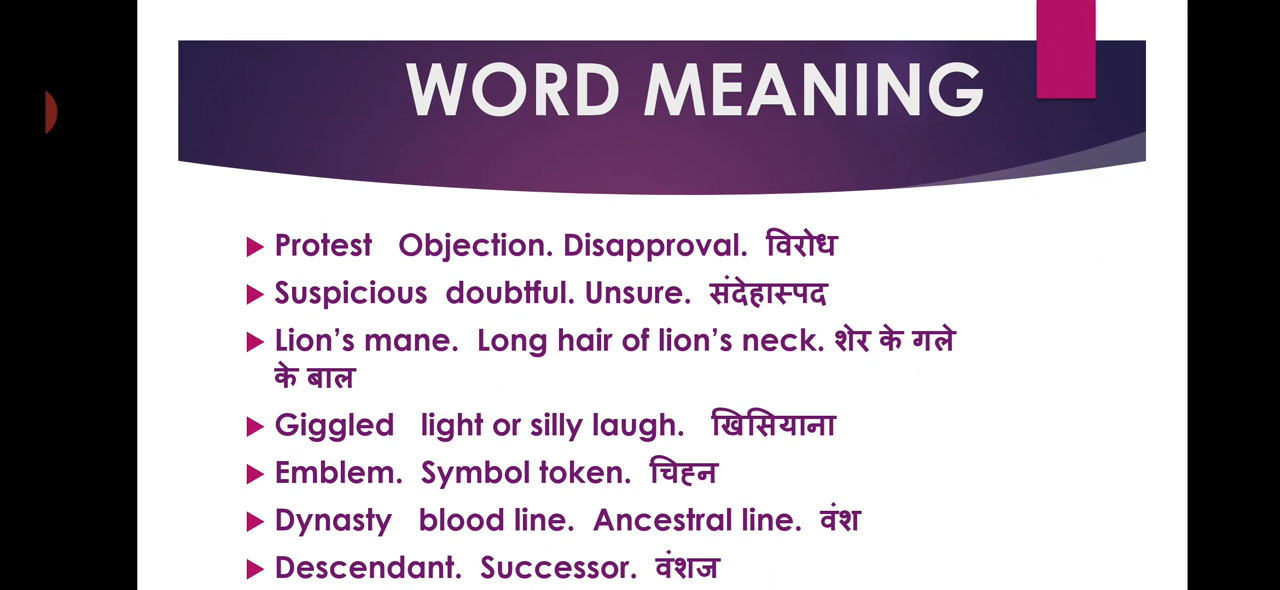 WORD MEANING
Protest Objection. Disapproval. विरोध
Suspicious doubtful. Unsure. संदेहास्पद
Lion’s mane. Long hair of lion’s neck. शेर के गले
के बाल
Giggled light or silly laugh. खिसियाना
Emblem. Symbol token. चिह्न
Dynasty blood line. Ancestral line. वंश
Descendant. Successor. वंशज